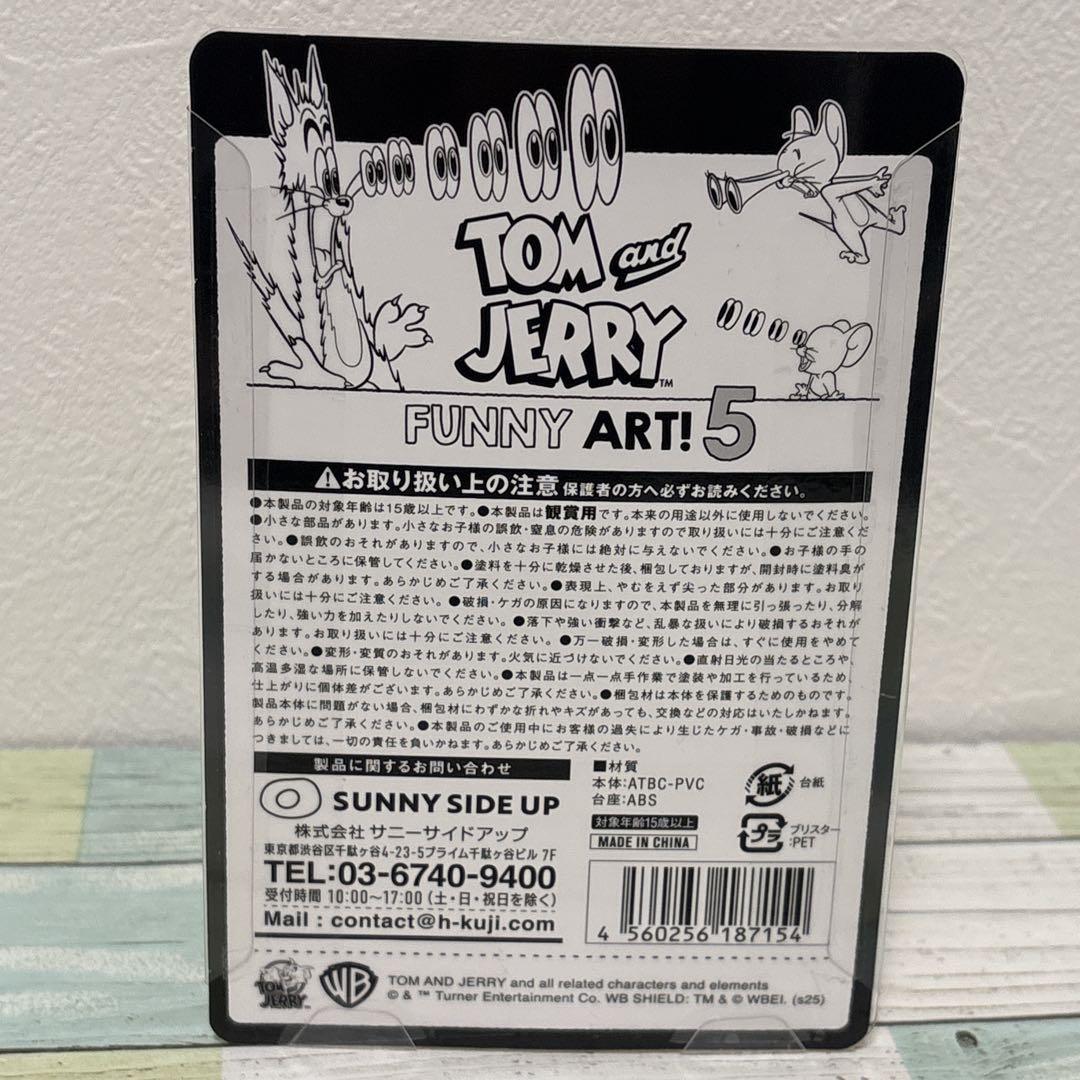 TOM and
JERRY™
FUNNY ART! 5
⚠お取り扱い上の注意 保護者の方へ必ずお読みください。
●本製品の対象年齢は15歳以上です。●本製品は観賞用です。本来の用途以外に使用しないでください。
●小さな部品があります。小さなお子様の誤飲・窒息の危険がありますので取り扱いには十分にご注意くだ
さい。●誤飲のおそれがありますので、小さなお子様には絶対に与えないでください。●お子様の手の
届かないところに保管してください。●塗料を十分に乾燥させた後、梱包しておりますが、開封時に塗料臭が
する場合があります。あらかじめご了承ください。●表現上、やむをえず尖った部分があります。お取り
扱いには十分にご注意ください。●破損・ケガの原因になりますので、本製品を無理に引っ張ったり、分解
したり、強い力を加えたりしないでください。●落下や強い衝撃など、乱暴な扱いにより破損するおそれが
あります。お取り扱いには十分にご注意ください。●万一破損・変形した場合は、すぐに使用をやめて
ください。●変形・変質のおそれがあります。火気に近づけないでください。●直射日光の当たるところや、
高温多湿な場所に保管しないでください。●本製品は一点一点手作業で塗装や加工を行っているため、
仕上がりに個体差がございます。あらかじめご了承ください。●梱包材は本体を保護するためのものです。
製品本体に問題がない場合、梱包材にわずかな折れやキズがあっても、交換などの対応はいたしかねます。
あらかじめご了承ください。●本製品のご使用中にお客様の過失により生じたケガ・事故・破損などに
つきましては、一切の責任を負いかねます。あらかじめご了承ください。
製品に関するお問い合わせ
SUNNY SIDE UP
株式会社 サニーサイドアップ
東京都渋谷区千駄ヶ谷4-23-5プライム千駄ヶ谷ビル 7F
TEL:03-6740-9400
受付時間 10:00〜17:00 (土・日・祝日を除く)
Mail : contact@h-kuji.com
■材質
本体:ATBC-PVC
台座:ABS
対象年齢15歳以上
MADE IN CHINA
紙 台紙
プラ ブリスター
:PET
4 560256 187154
TOM and JERRY™
WB
TOM AND JERRY and all related characters and elements
© & ™ Turner Entertainment Co. WB SHIELD: TM & © WBEI. (s25)